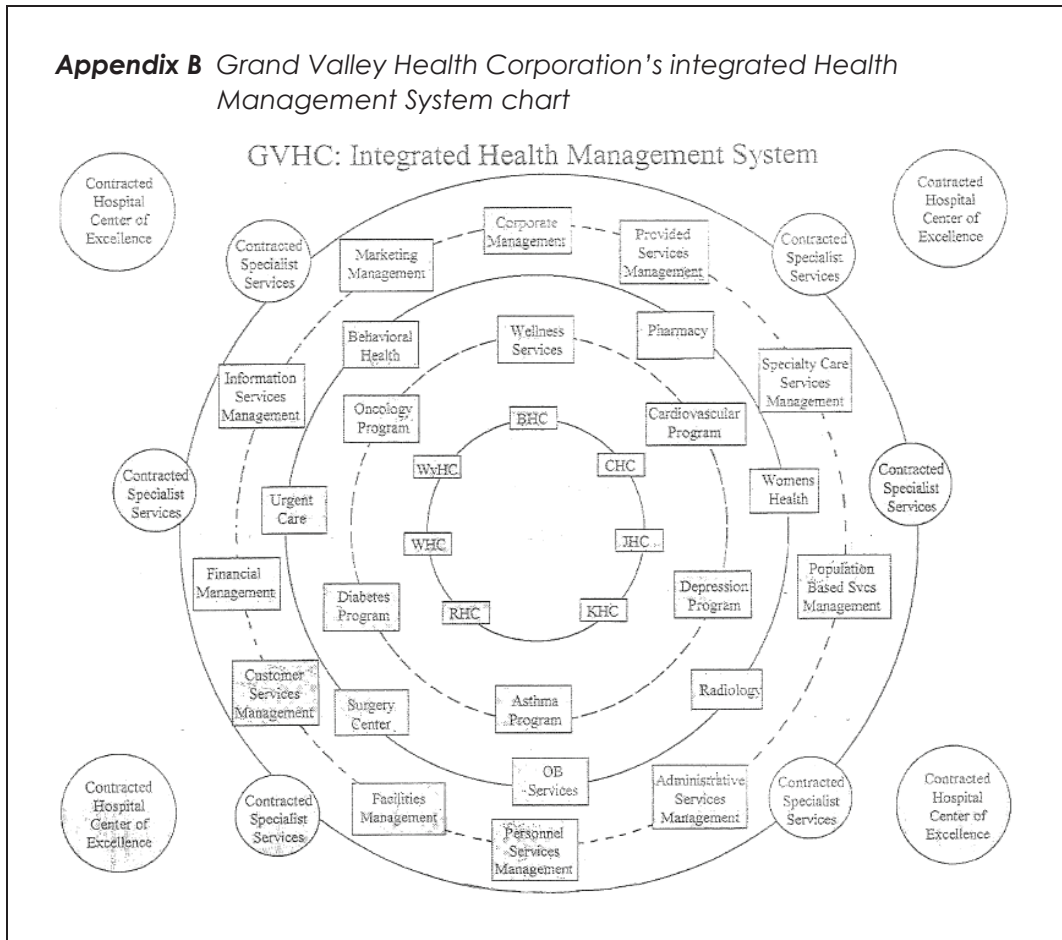 Appendix B Grand Valley Health Corporation's integrated Health
Management System chart
GVHC: Integrated Health Management System
Contracted
Hospital
Center of
Excellence
Contracted
Hospital
Center of
Excellence
Contracted
Specialist
Services
Marketing
Management
Corporate
Management
Provided
Services
Management
Contracted
Specialist
Services
Behavioral
Health
Wellness
Services
Pharmacy
Information
Services
Management
Specialty Care
Services
Management
Oncology
Program
Cardiovascular
Program
BHC
WyHC
CHC
Contracted
Specialist
Services
Urgent
Care
Womens
Health
Contracted
Specialist
Services
WHC
JHC
Financial
Management
Diabetes
Program
RHC
KHC
Depression
Program
Population
Based Svcs
Management
Customer
Services
Management
Surgery
Center
Asthma
Program
Radiology
OB
Services
Contracted
Hospital
Center of
Excellence
Contracted
Specialist
Services
Facilities
Management
Personnel
Services
Management
Administrative
Services
Management
Contracted
Specialist
Services
Contracted
Hospital
Center of
Excellence